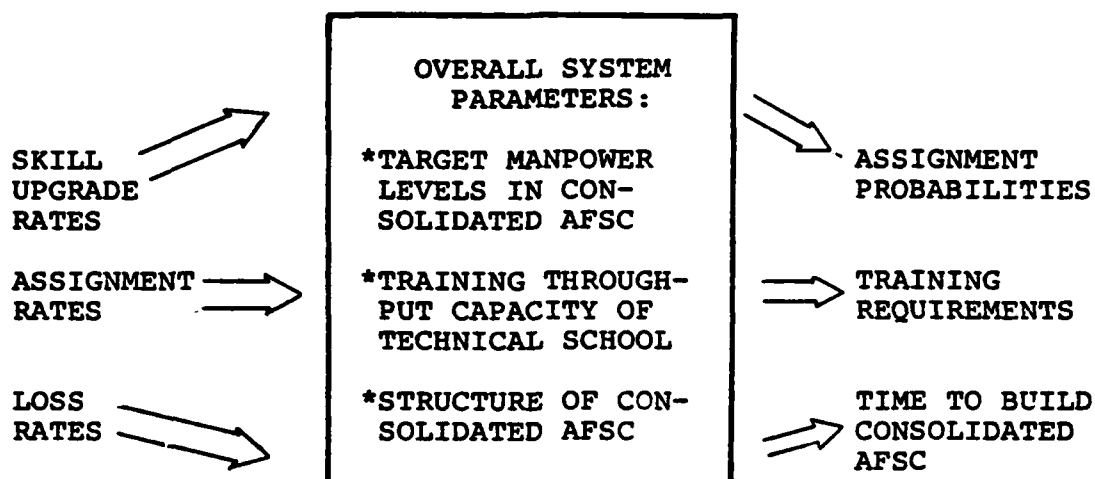 OVERALL SYSTEM
PARAMETERS:
SKILL
UPGRADE
RATES
*TARGET MANPOWER
LEVELS IN CON-
SOLIDATED AFSC
ASSIGNMENT
PROBABILITIES
ASSIGNMENT
RATES
*TRAINING THROUGH-
PUT CAPACITY OF
TECHNICAL SCHOOL
TRAINING
REQUIREMENTS
LOSS
RATES
*STRUCTURE OF CON-
SOLIDATED AFSC
TIME TO BUILD
CONSOLIDATED
AFSC